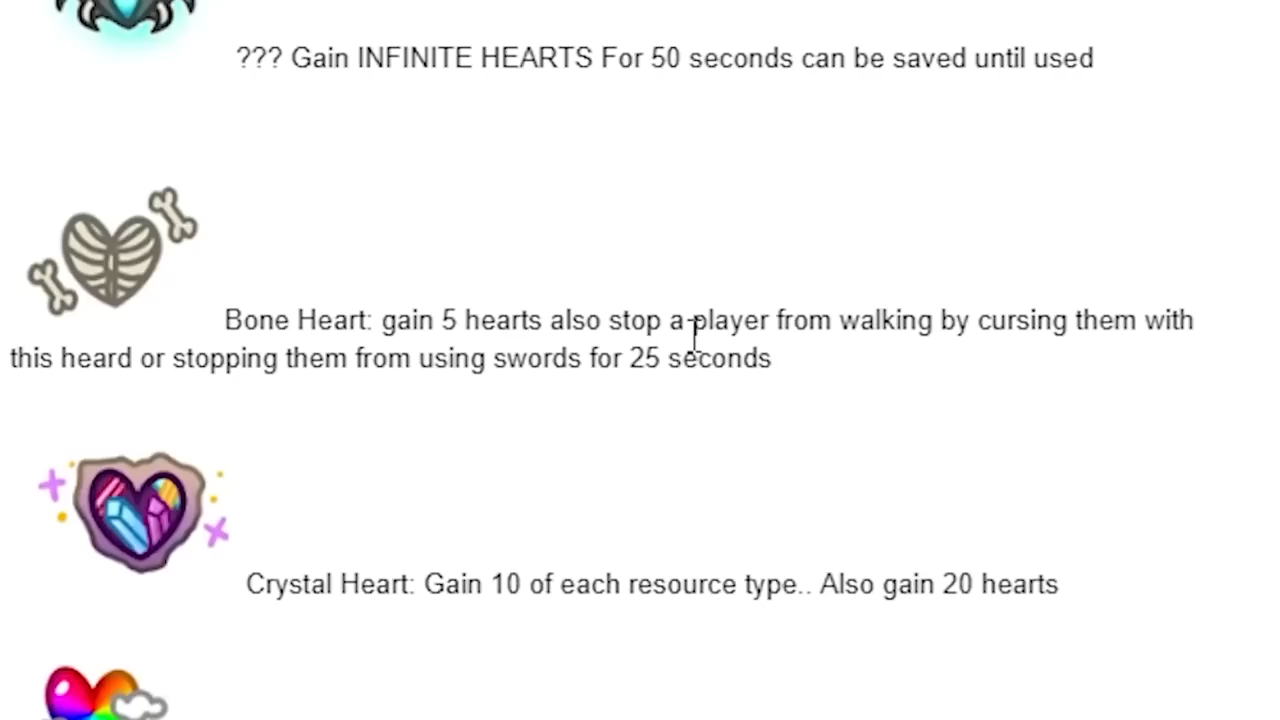 ??? Gain INFINITE HEARTS For 50 seconds can be saved until used
Bone Heart: gain 5 hearts also stop a player from walking by cursing them with
this heard or stopping them from using swords for 25 seconds
Crystal Heart: Gain 10 of each resource type.. Also gain 20 hearts